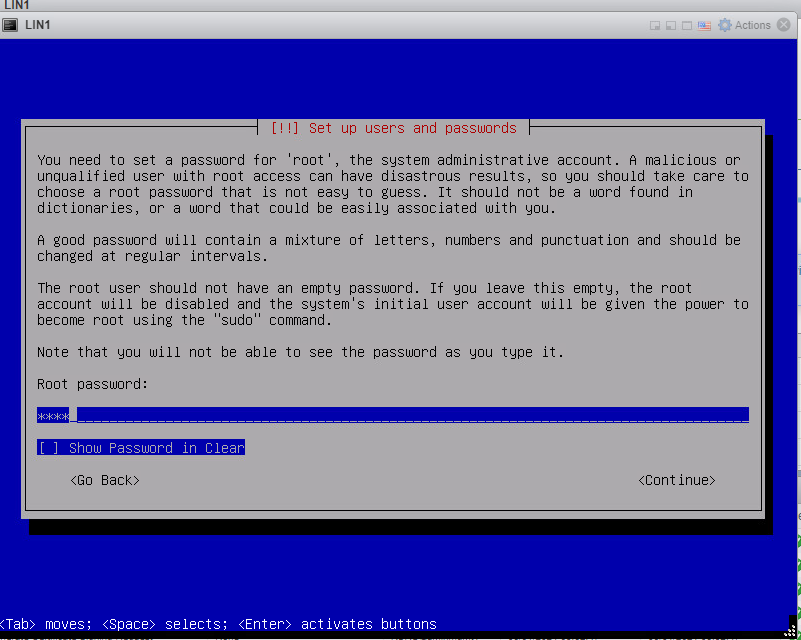 LIN1
LIN1
Actions
[!!] Set up users and passwords
You need to set a password for 'root', the system administrative account. A malicious or
unqualified user with root access can have disastrous results, so you should take care to
choose a root password that is not easy to guess. It should not be a word found in
dictionaries, or a word that could be easily associated with you.
A good password will contain a mixture of letters, numbers and punctuation and should be
changed at regular intervals.
The root user should not have an empty password. If you leave this empty, the root
account will be disabled and the system's initial user account will be given the power to
become root using the "sudo" command.
Note that you will not be able to see the password as you type it.
Root password:
****
[ ] Show Password in Clear
<Go Back> <Continue>
<Tab> moves; <Space> selects; <Enter> activates buttons